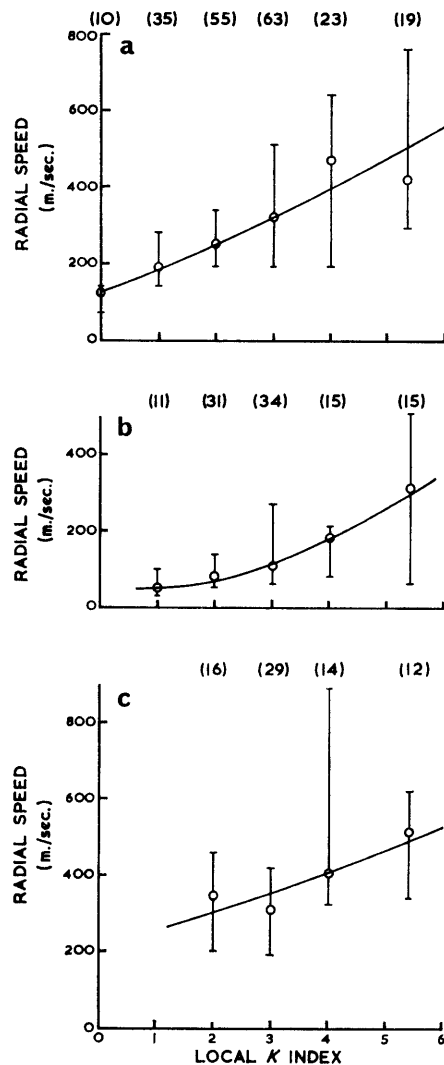 (10) (35) (55) (63) (23) (19)
a
800
600
400
200
0
RADIAL SPEED
(m./sec.)
(11) (31) (34) (15) (15)
b
400
200
0
RADIAL SPEED
(m./sec.)
(16) (29) (14) (12)
c
800
600
400
200
0
RADIAL SPEED
(m./sec.)
0 1 2 3 4 5 6
LOCAL K INDEX